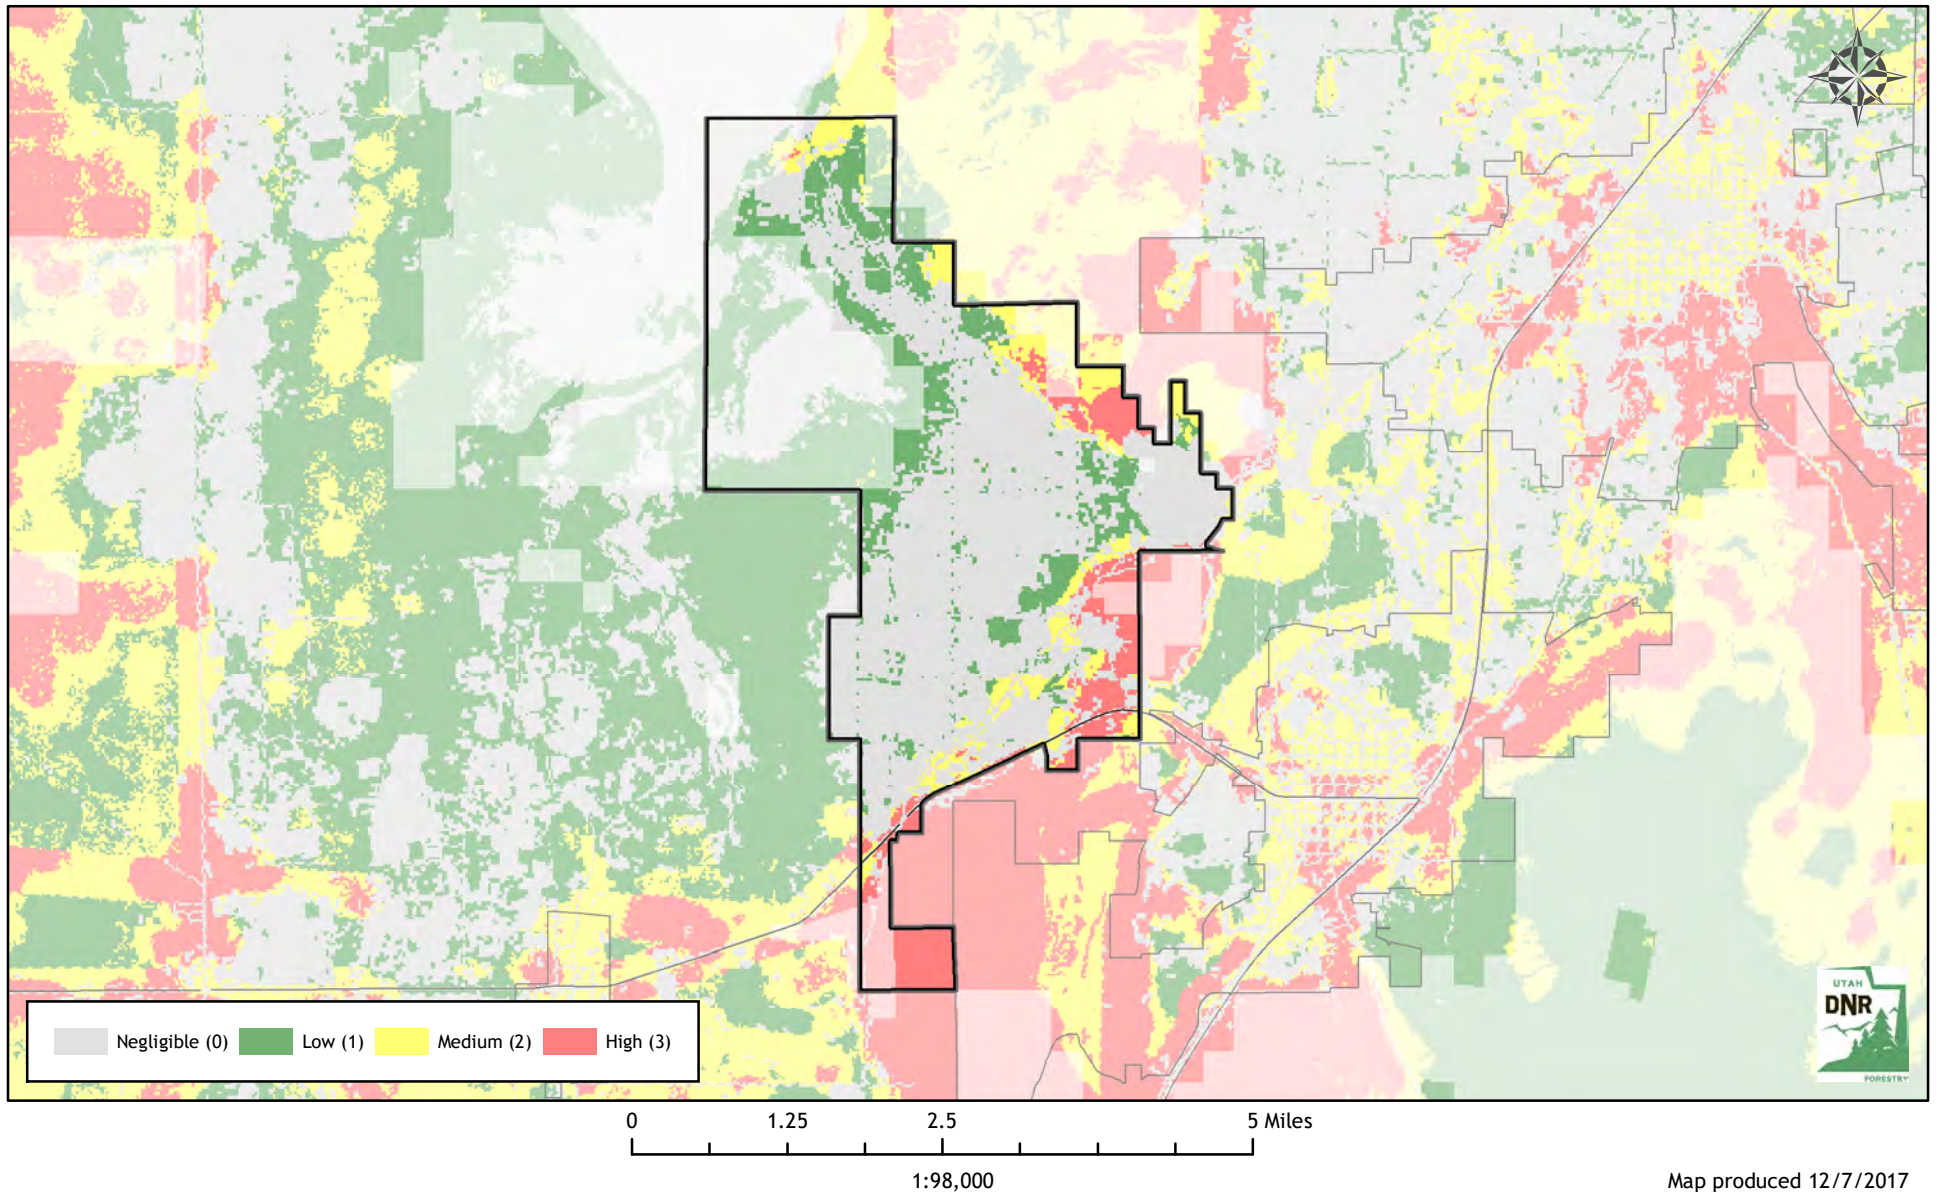 Negligible (0) Low (1) Medium (2) High (3)
UTAH
DNR
FORESTRY
0 1.25 2.5 5 Miles
1:98,000
Map produced 12/7/2017